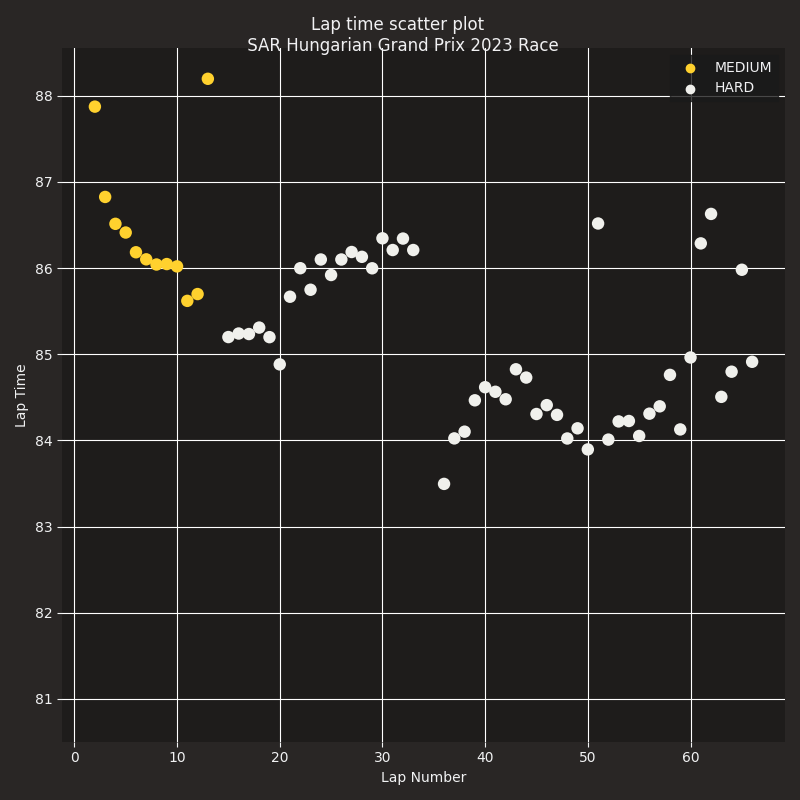 Lap time scatter plot
SAR Hungarian Grand Prix 2023 Race
MEDIUM
HARD
88
87
86
85
84
83
82
81
Lap Time
0 10 20 30 40 50 60
Lap Number